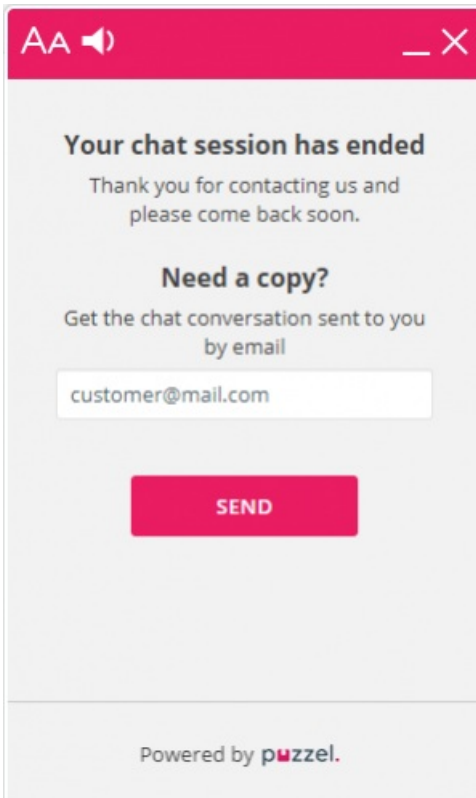 AA
Your chat session has ended
Thank you for contacting us and
please come back soon.
Need a copy?
Get the chat conversation sent to you
by email
customer@mail.com
SEND
Powered by puzzel.